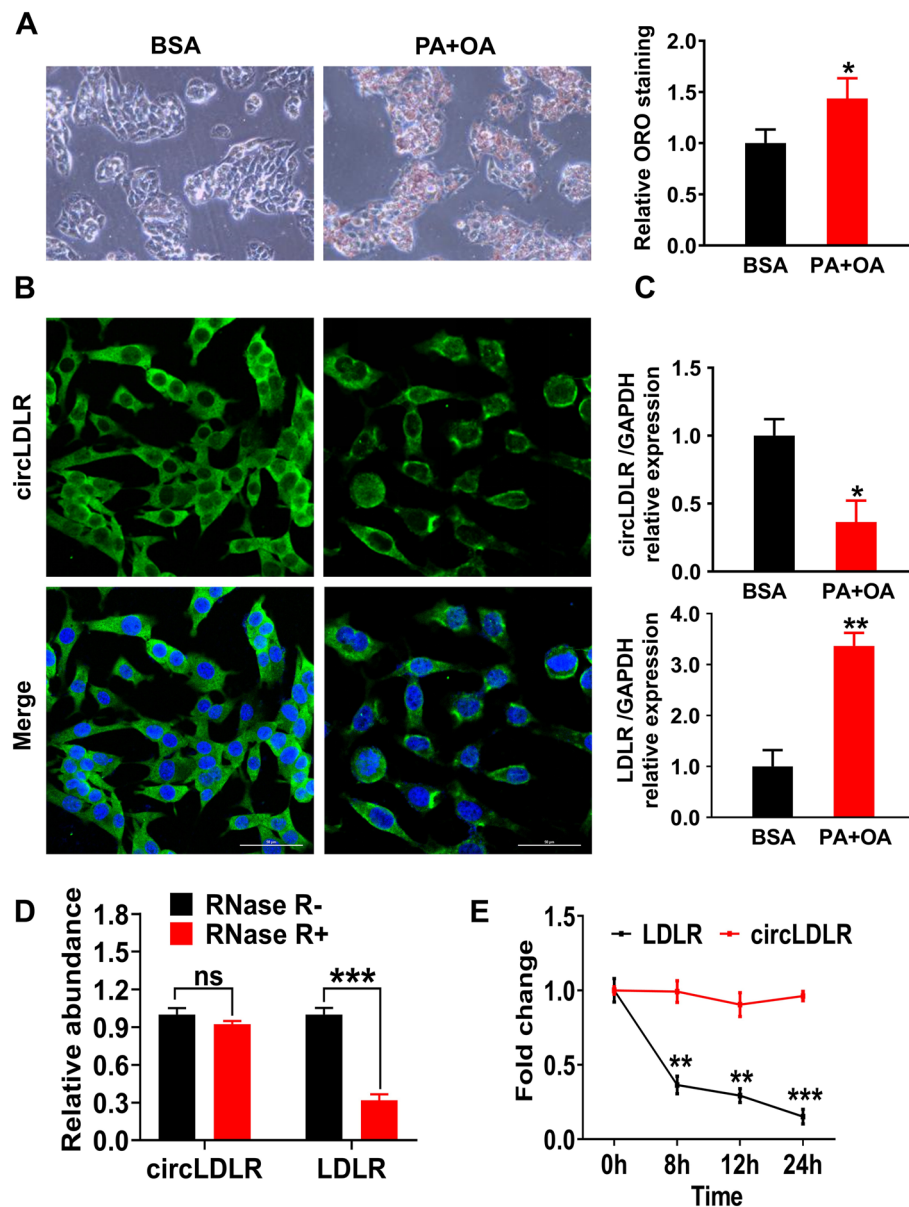 A
BSA
PA+OA
Relative ORO staining
2.0
1.5
1.0
0.5
0.0
*
BSA
PA+OA
B
circLDLR
Merge
50 μm
50 μm
C
circLDLR /GAPDH
relative expression
1.5
1.0
0.5
0.0
*
BSA
PA+OA
LDLR /GAPDH
relative expression
4.0
3.0
2.0
1.0
0.0
**
BSA
PA+OA
D
RNase R-
RNase R+
Relative abundance
1.8
1.5
1.2
0.9
0.6
0.3
0.0
ns
***
circLDLR
LDLR
E
LDLR
circLDLR
Fold change
1.5
1.0
0.5
0.0
**
**
***
0h
8h
12h
24h
Time